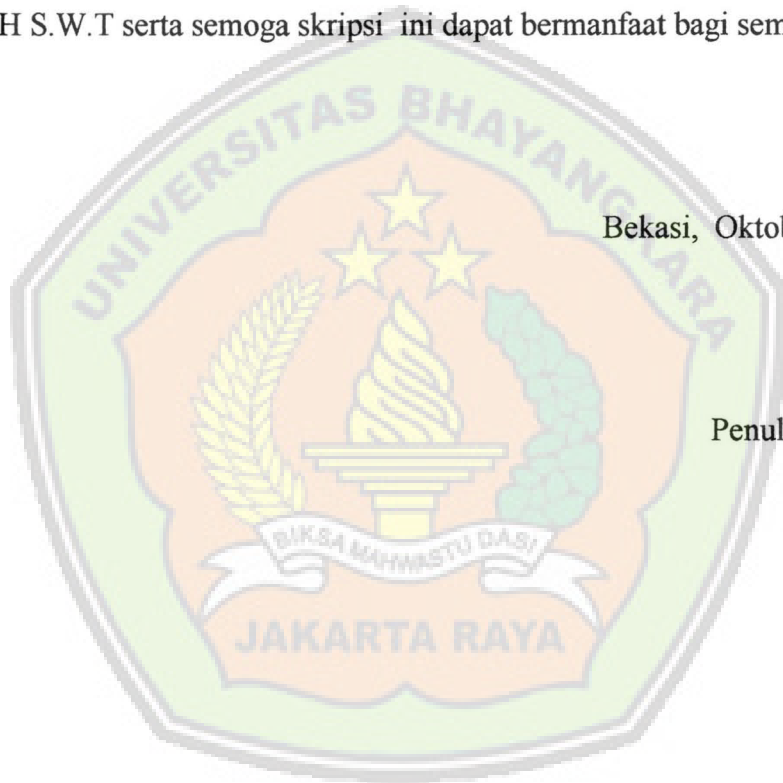 H S.W.T serta semoga skripsi ini dapat bermanfaat bagi sem
UNIVERSITAS BHAYANGKARA
Bekasi, Oktob
Penul
BIKSA MAHWASTU DASI
JAKARTA RAYA